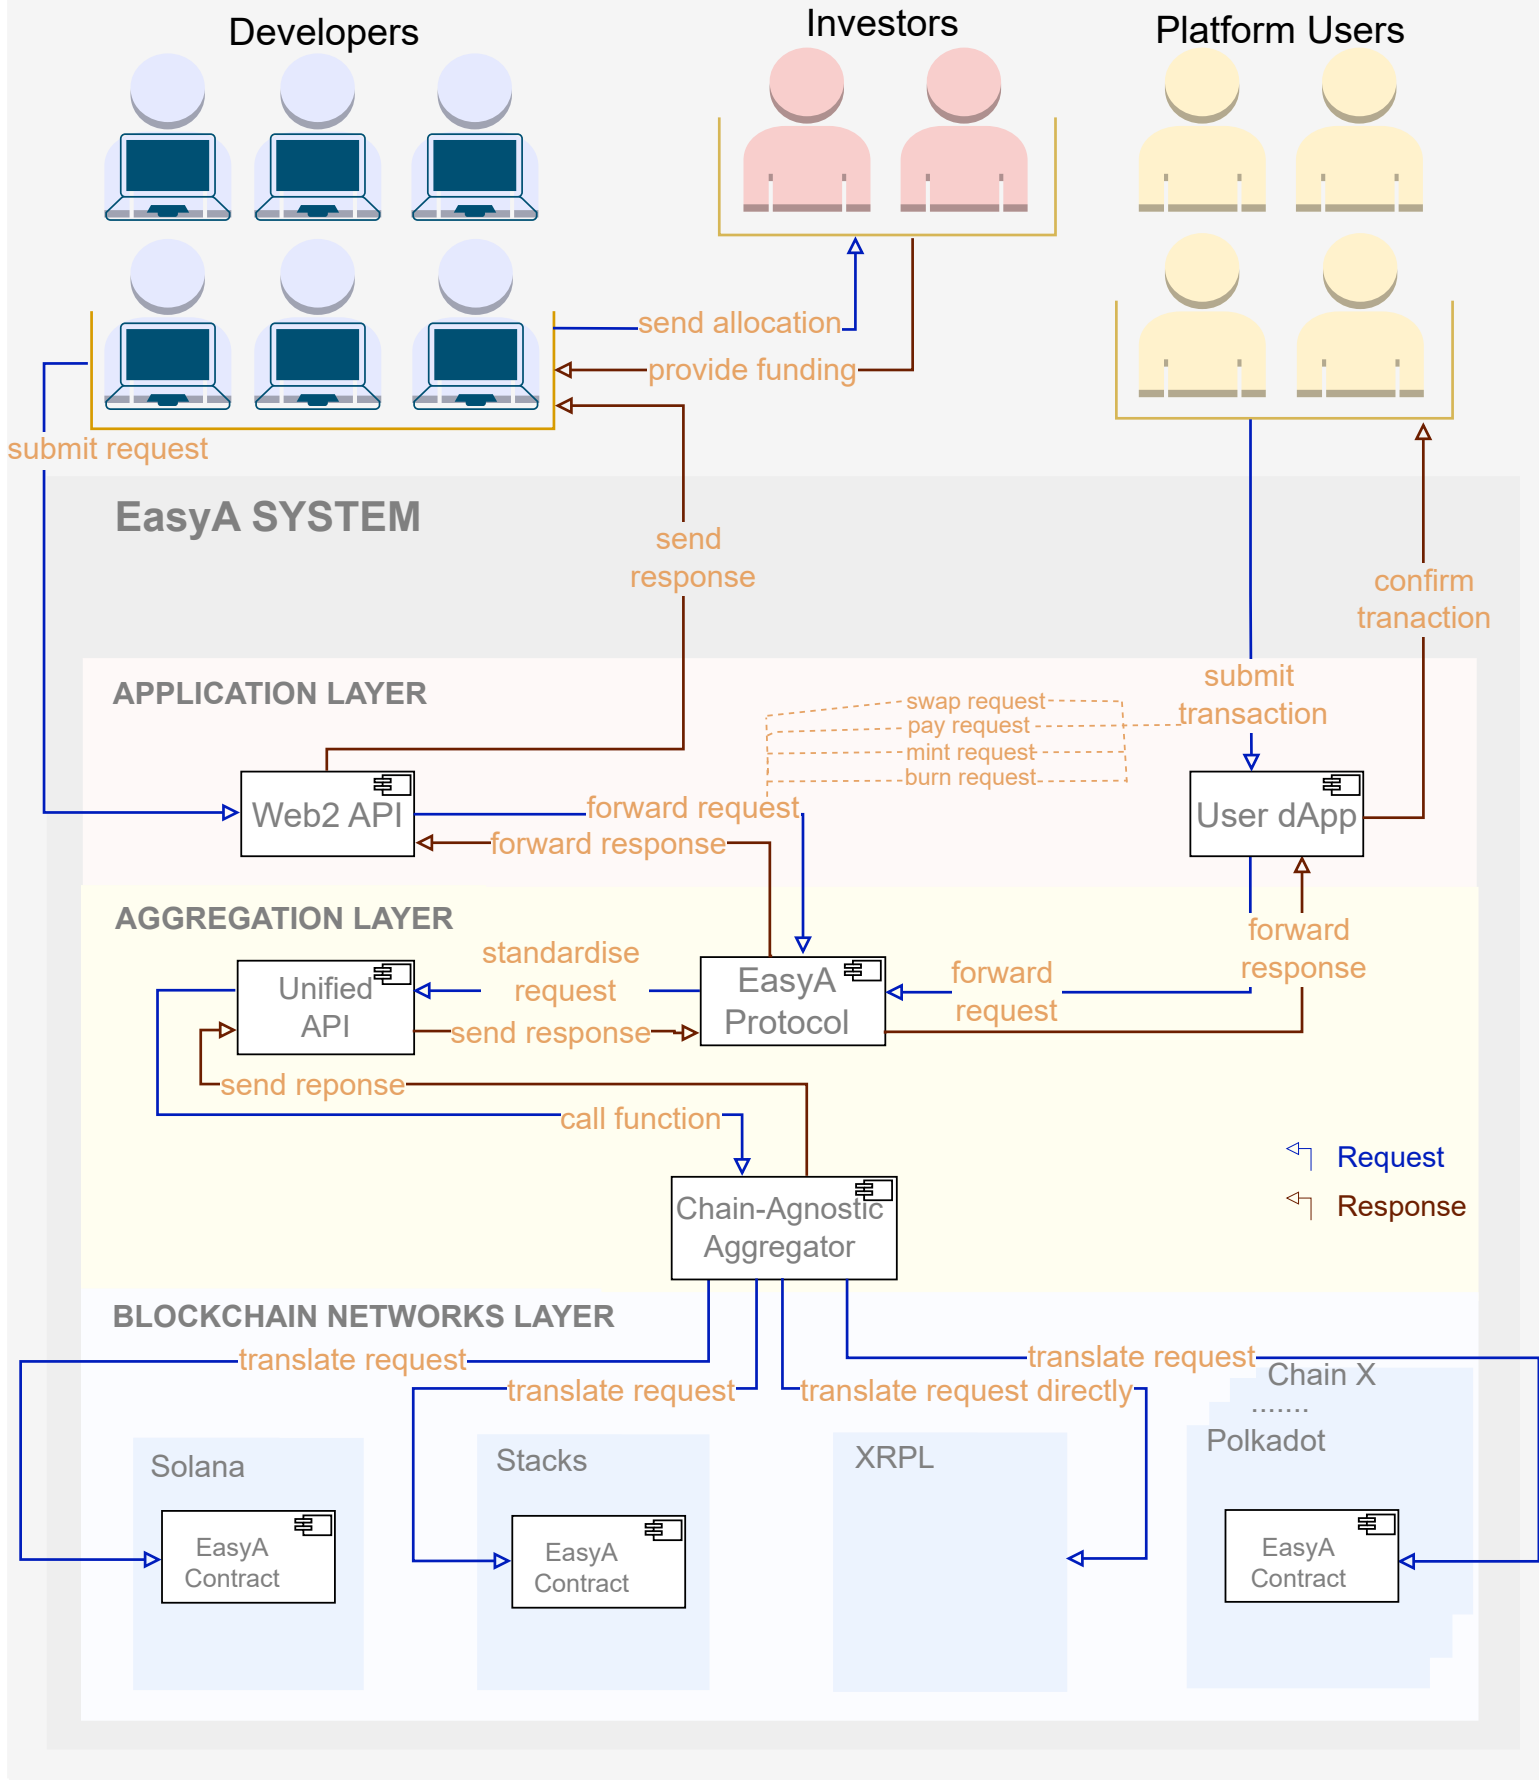 Developers
Investors
Platform Users
send allocation
provide funding
submit request
EasyA SYSTEM
send
response
confirm
tranaction
APPLICATION LAYER
submit
transaction
swap request
pay request
mint request
burn request
Web2 API
forward request
forward response
User dApp
AGGREGATION LAYER
standardise
request
Unified
API
send response
EasyA
Protocol
forward
request
forward
response
send reponse
call function
Request
Response
Chain-Agnostic
Aggregator
BLOCKCHAIN NETWORKS LAYER
translate request
translate request
translate request directly
translate request
Chain X
.......
Polkadot
Solana
Stacks
XRPL
EasyA
Contract
EasyA
Contract
EasyA
Contract